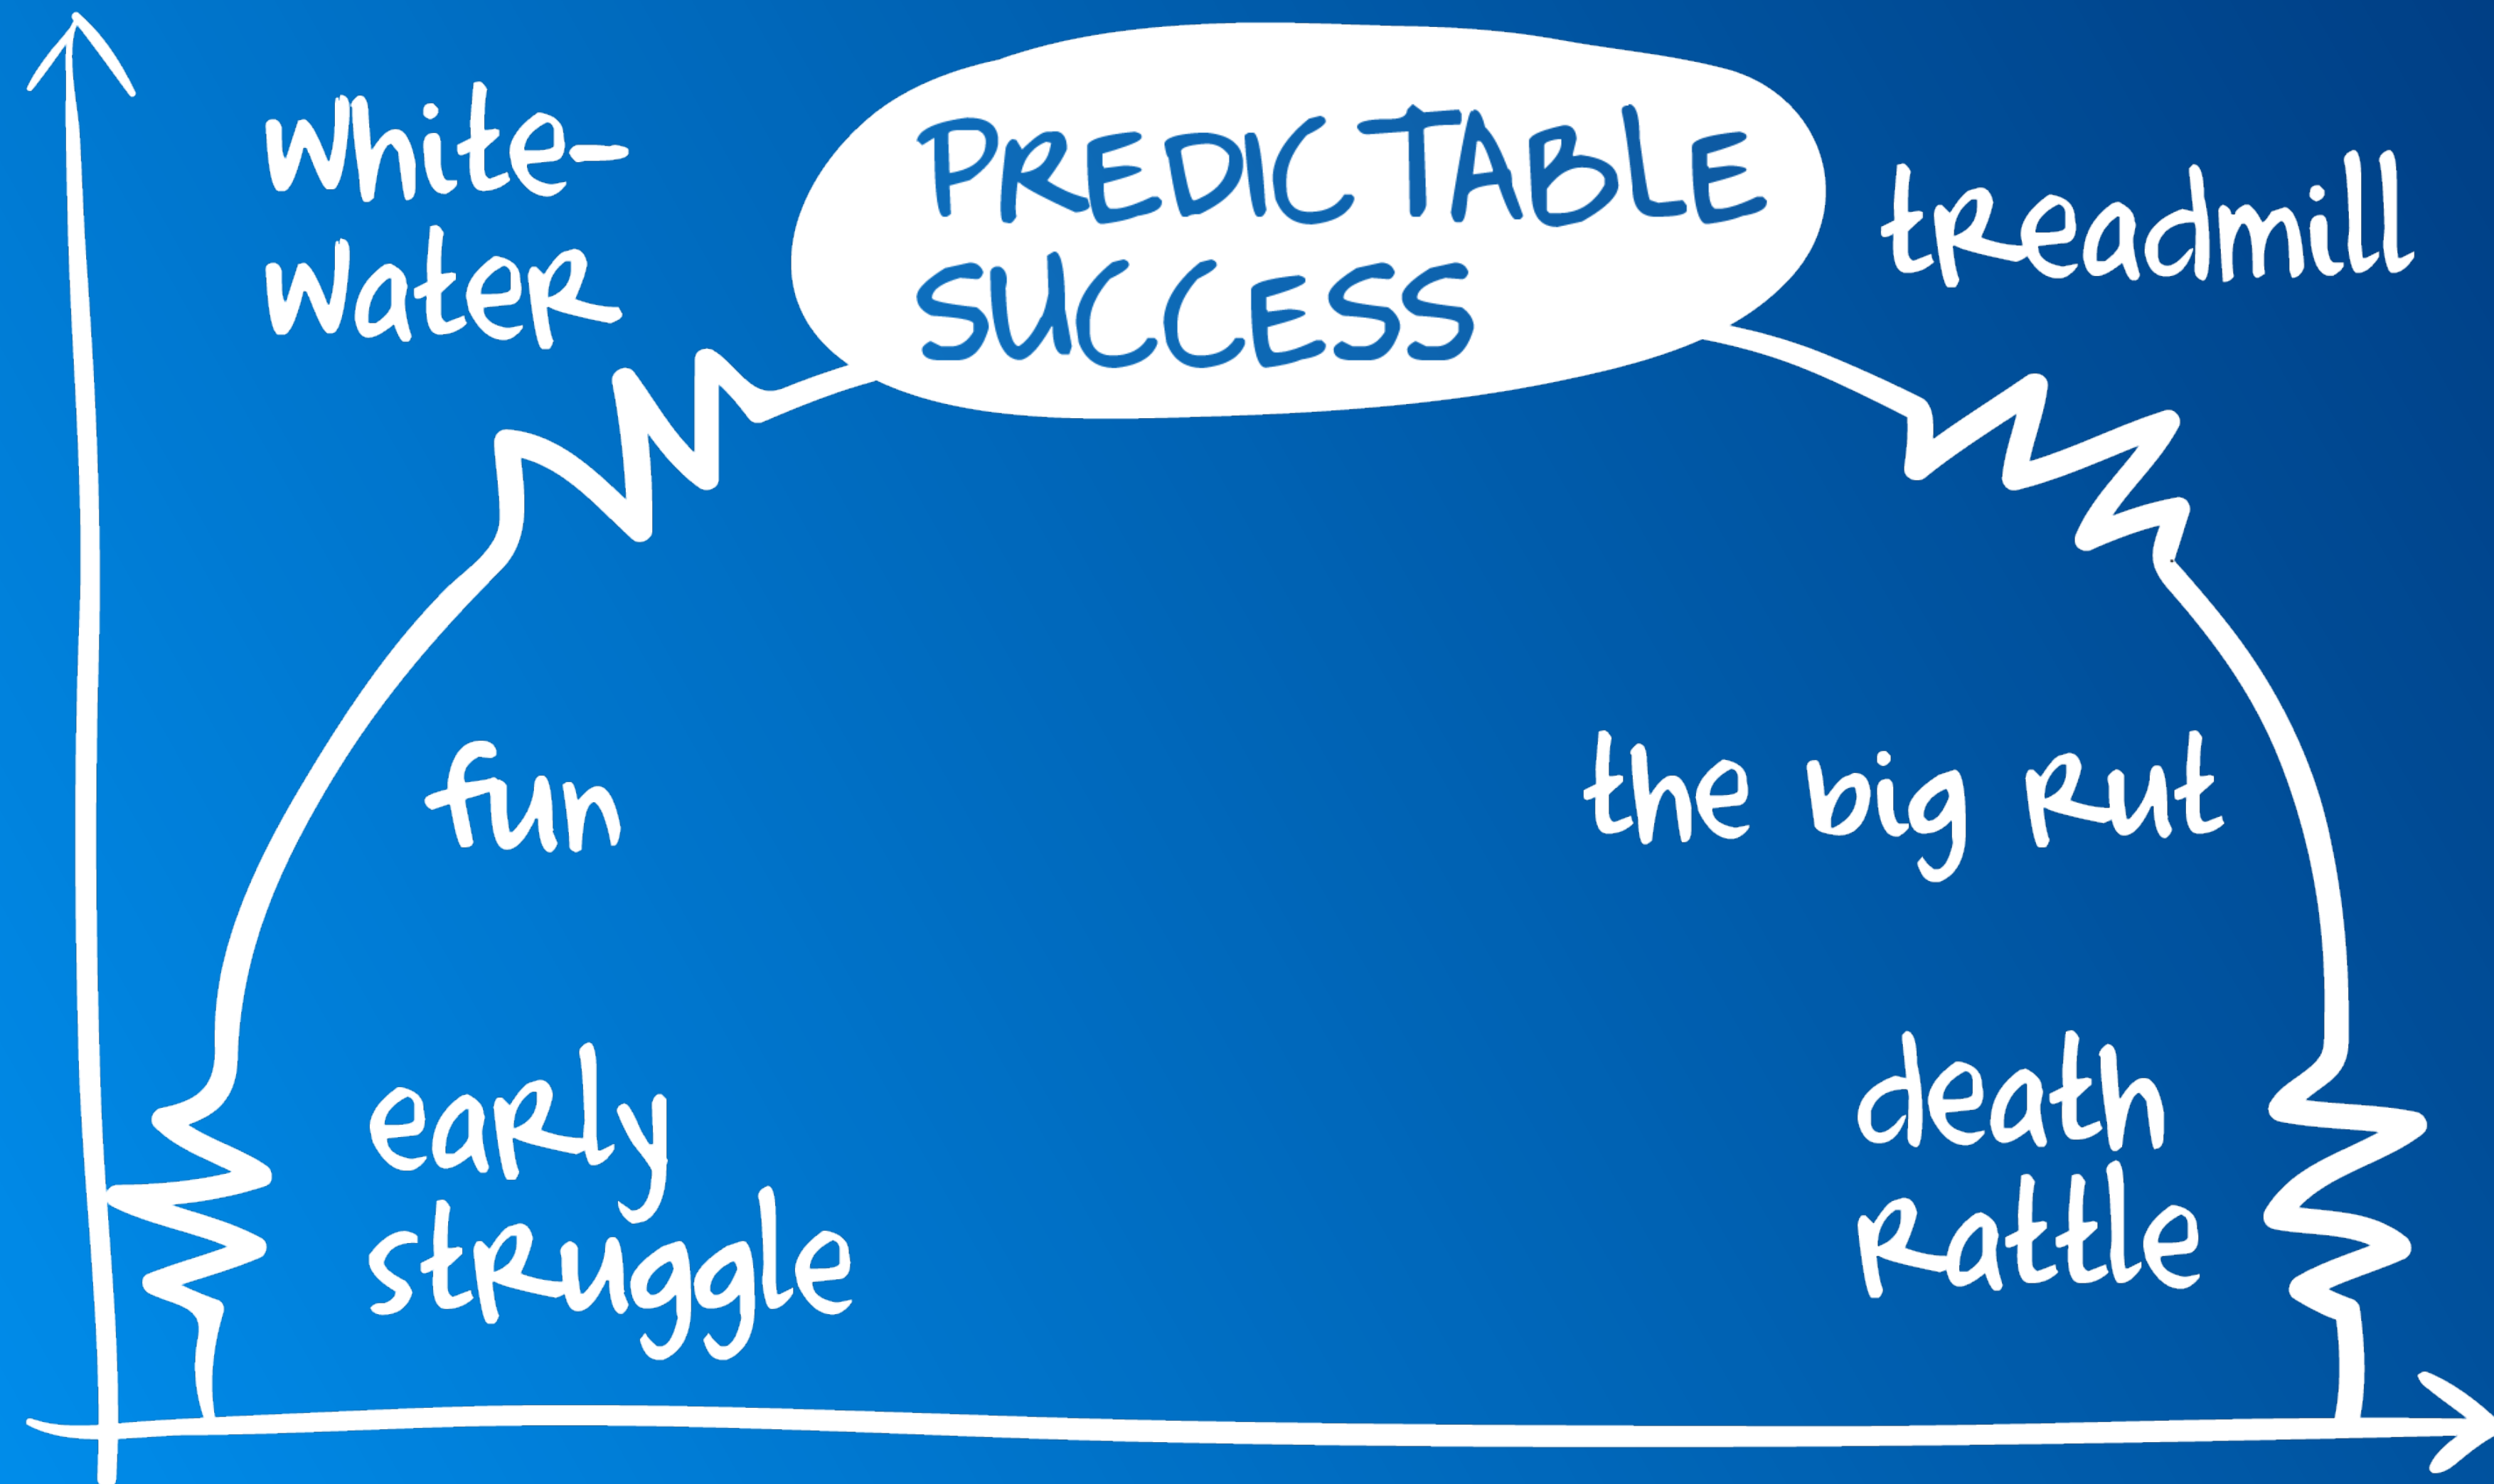 white-
water
PREDICTABLE
SUCCESS
treadmill
fun
the big rut
early
struggle
death
rattle